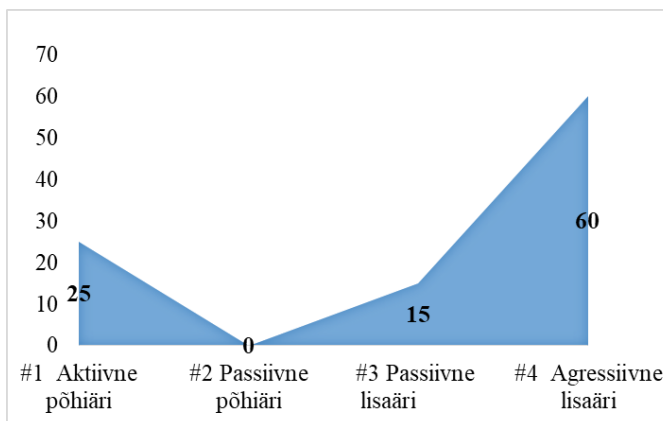 70
60
50
40
30
20
10
0
25
0
15
60
#1 Aktiivne
põhiäri
#2 Passiivne
põhiäri
#3 Passiivne
lisaäri
#4 Agressiivne
lisaäri